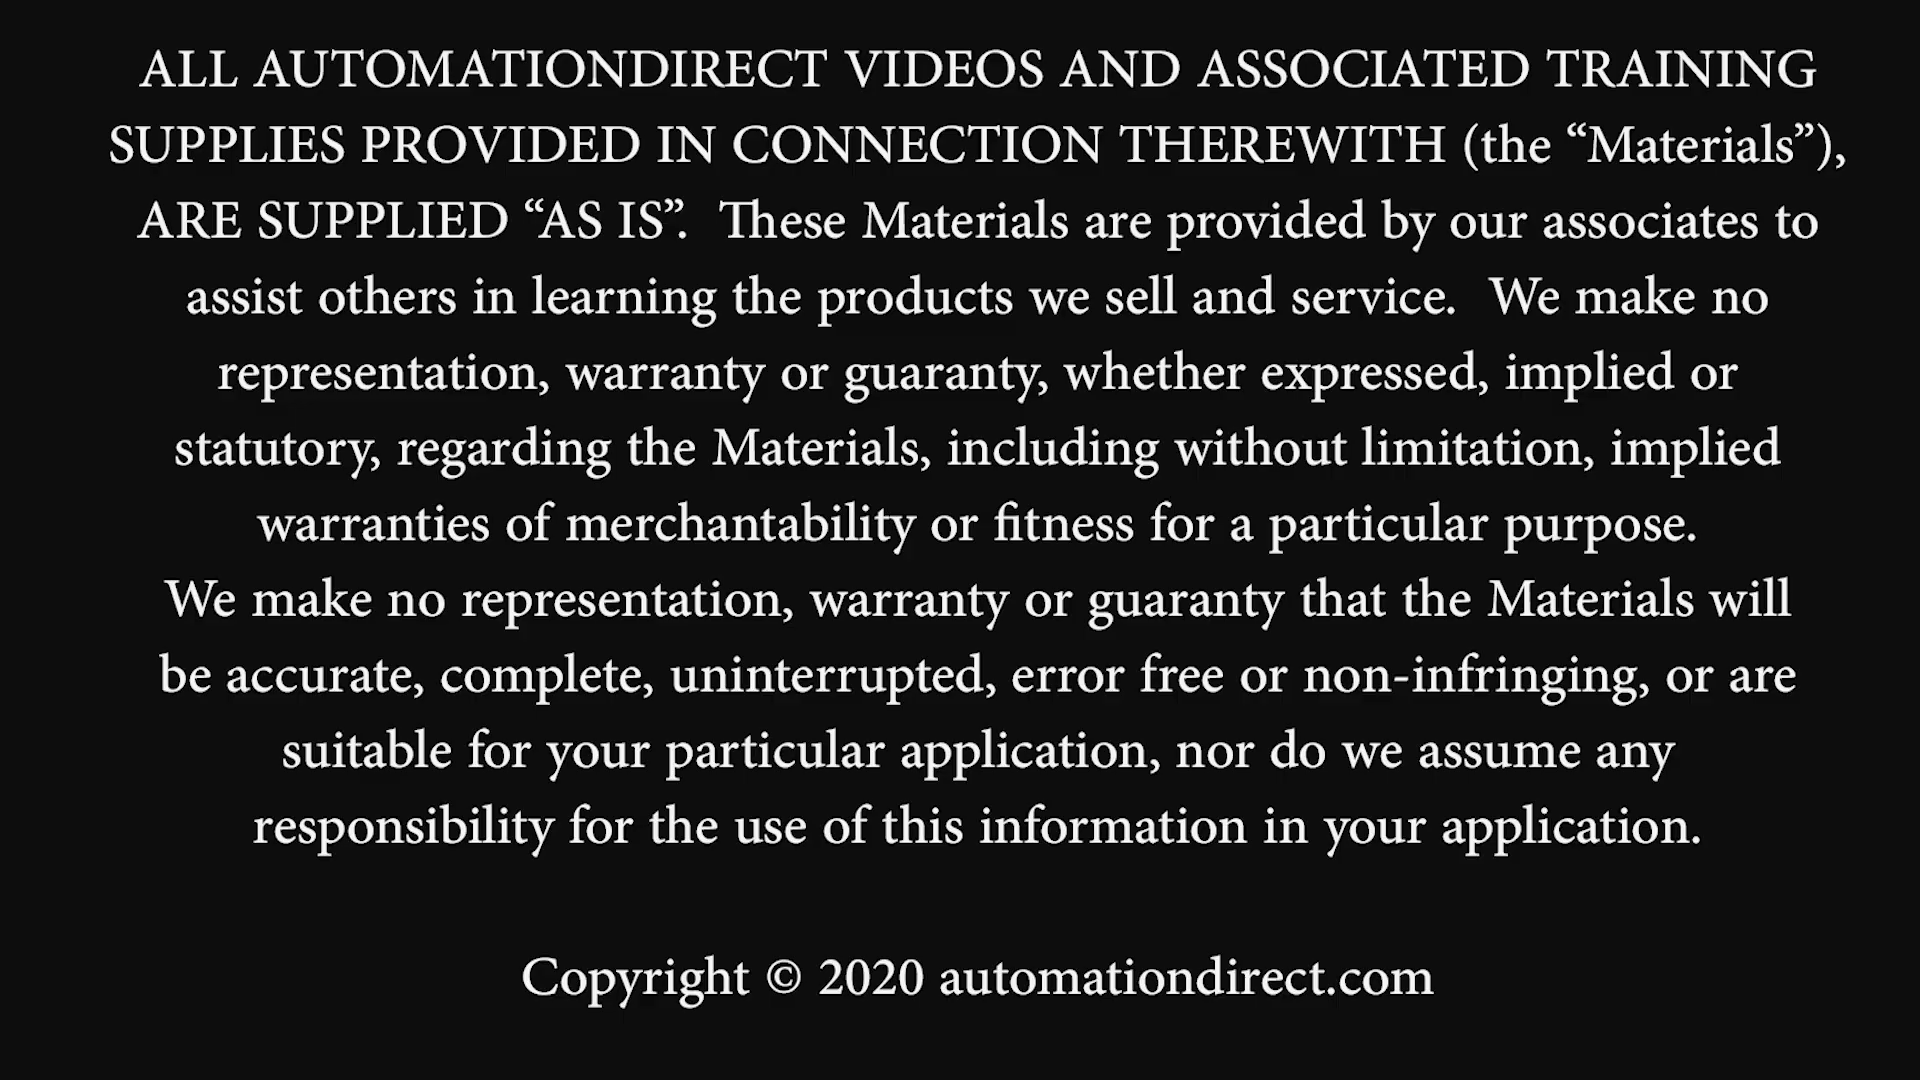 ALL AUTOMATIONDIRECT VIDEOS AND ASSOCIATED TRAINING
SUPPLIES PROVIDED IN CONNECTION THEREWITH (the “Materials”),
ARE SUPPLIED “AS IS”.  These Materials are provided by our associates to
assist others in learning the products we sell and service.  We make no
representation, warranty or guaranty, whether expressed, implied or
statutory, regarding the Materials, including without limitation, implied
warranties of merchantability or fitness for a particular purpose.
We make no representation, warranty or guaranty that the Materials will
be accurate, complete, uninterrupted, error free or non-infringing, or are
suitable for your particular application, nor do we assume any
responsibility for the use of this information in your application.
Copyright © 2020 automationdirect.com